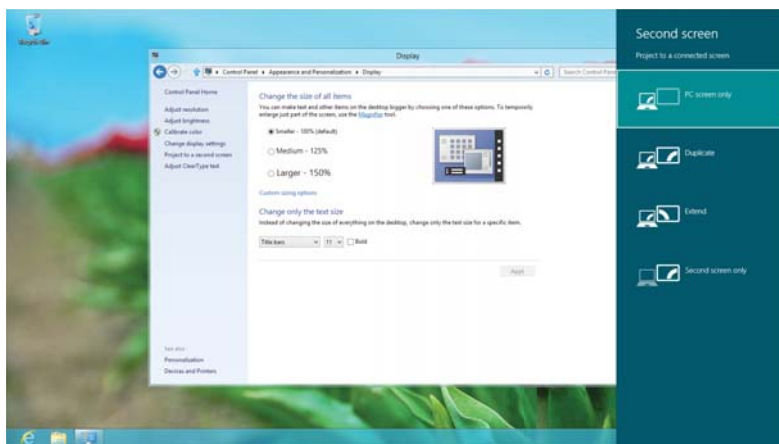 Recycle Bin
Display
Control Panel ▸ Appearance and Personalization ▸ Display
Search Control Pane
Control Panel Home
Adjust resolution
Adjust brightness
Calibrate color
Change display settings
Project to a second screen
Adjust ClearType text
See also
Personalization
Devices and Printers
Change the size of all items
You can make text and other items on the desktop bigger by choosing one of these options. To temporarily
enlarge just part of the screen, use the Magnifier tool.
Smaller - 100% (default)
Medium - 125%
Larger - 150%
Custom sizing options
Change only the text size
Instead of changing the size of everything on the desktop, change only the text size for a specific item.
Title bars 11 Bold
Apply
Second screen
Project to a connected screen
PC screen only
Duplicate
Extend
Second screen only